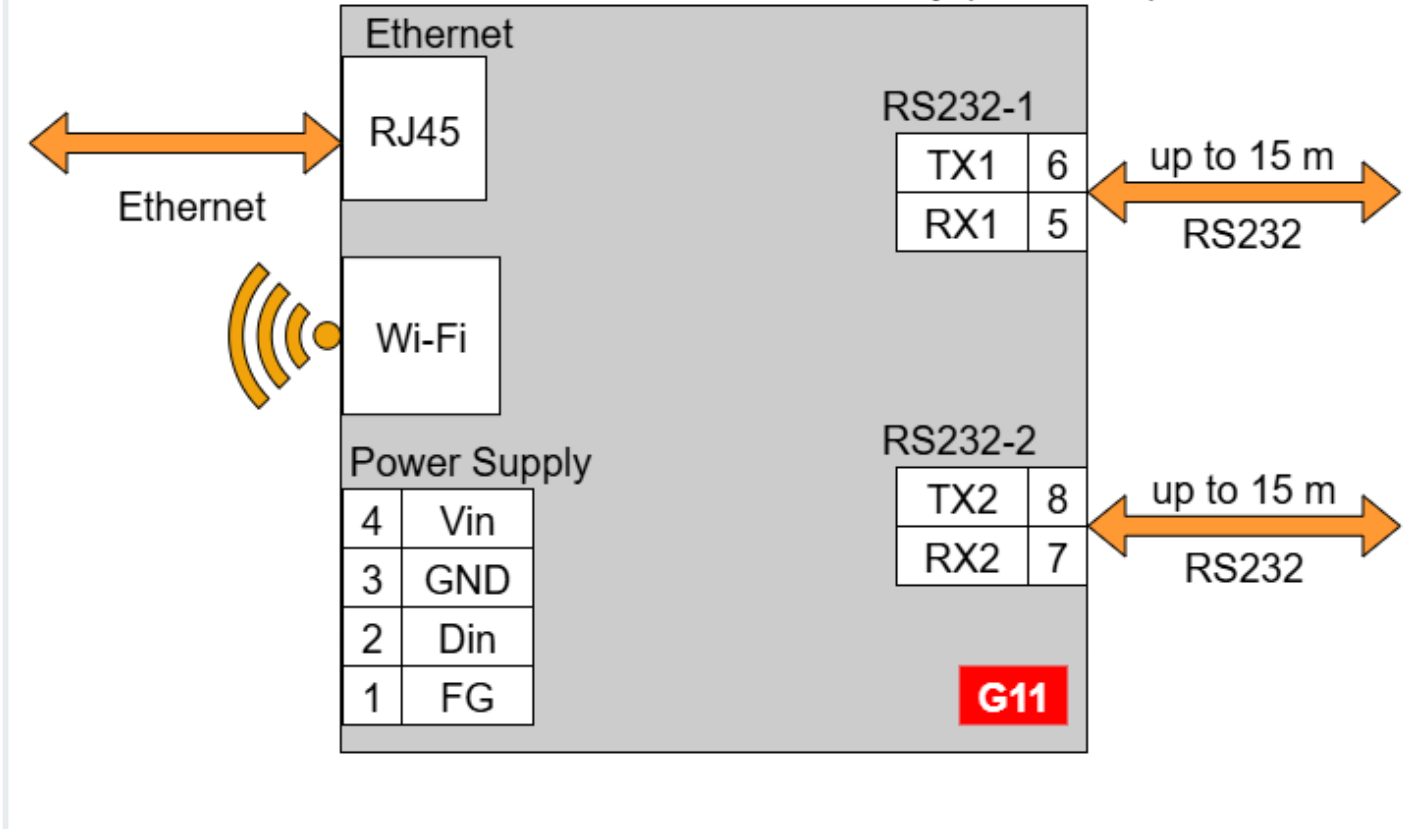 Ethernet
RJ45
Ethernet
Wi-Fi
Power Supply
4 Vin
3 GND
2 Din
1 FG
RS232-1
TX1 6
RX1 5
up to 15 m
RS232
RS232-2
TX2 8
RX2 7
up to 15 m
RS232
G11